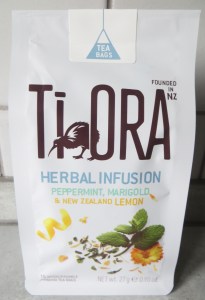 TEA
BAGS
FOUNDED
IN
NZ
TI ORA
HERBAL INFUSION
PEPPERMINT, MARIGOLD
& NEW ZEALAND LEMON